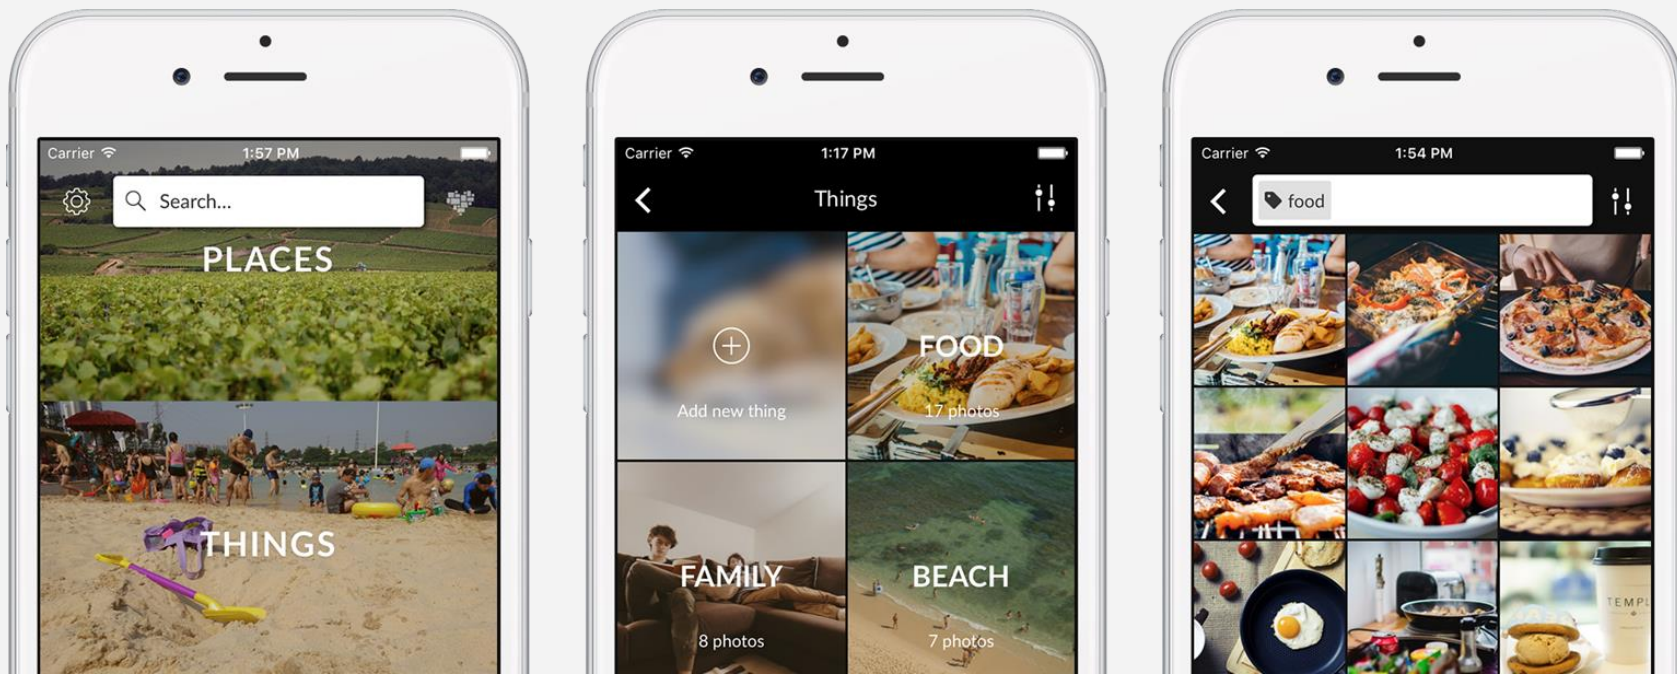 Carrier 1:57 PM
Search...
PLACES
THINGS
Carrier 1:17 PM
Things
Add new thing
FOOD
17 photos
FAMILY
8 photos
BEACH
7 photos
Carrier 1:54 PM
food
TEMPL